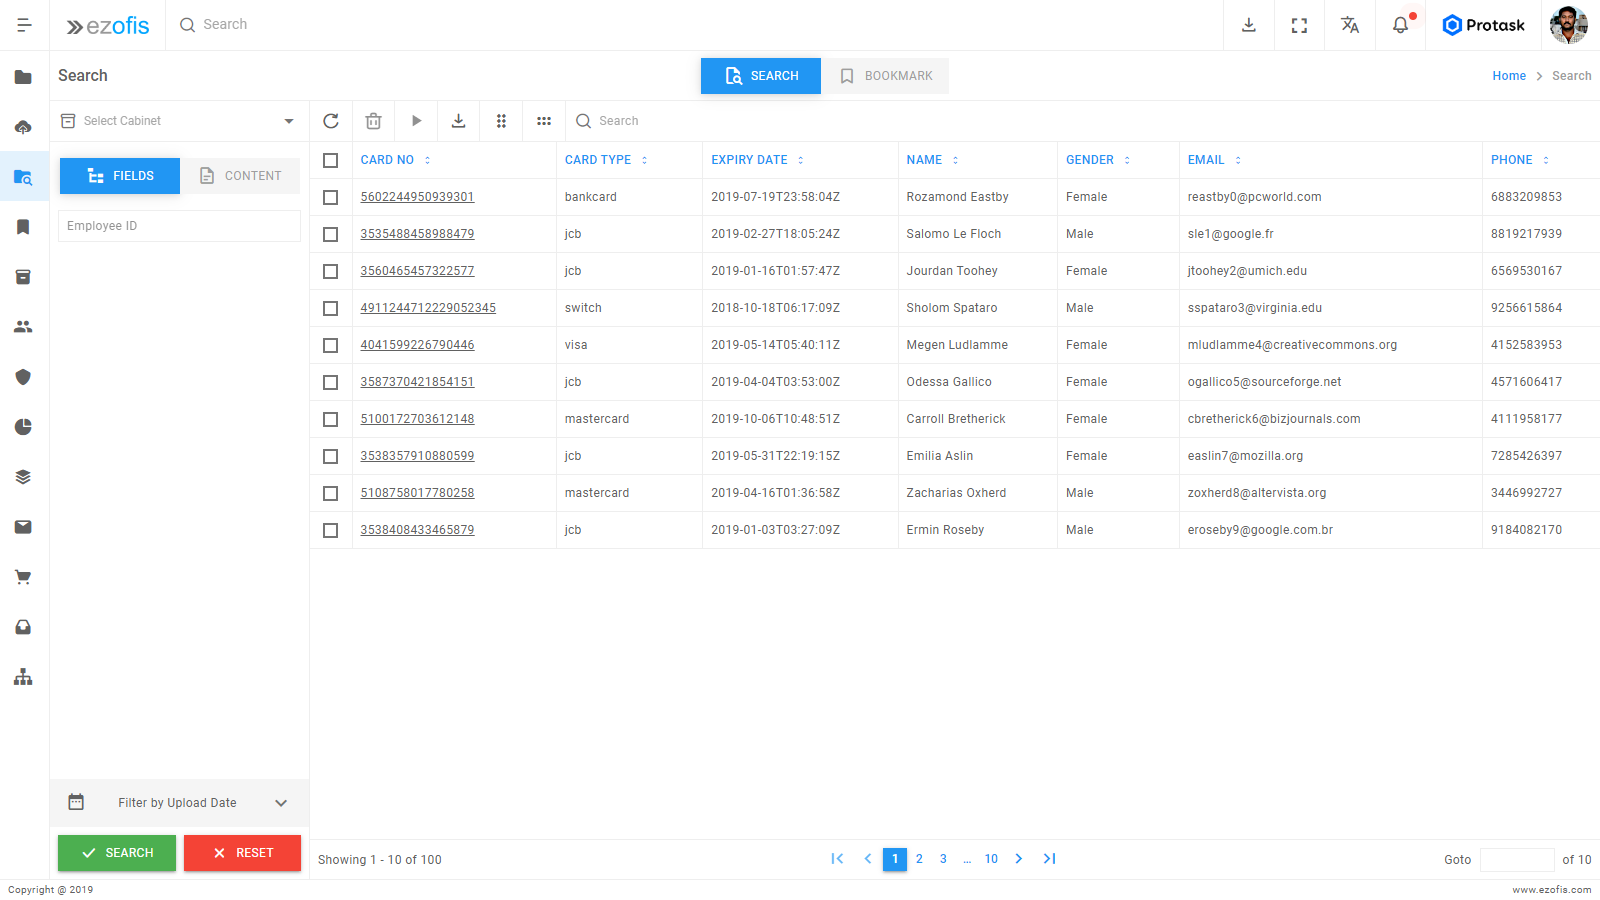 ezofis
Search
Protask
Search
SEARCH
BOOKMARK
Home > Search
Select Cabinet
Search
FIELDS
CONTENT
Employee ID
CARD NO CARD TYPE EXPIRY DATE NAME GENDER EMAIL PHONE
5602244950939301 bankcard 2019-07-19T23:58:04Z Rozamond Eastby Female reastby0@pcworld.com 6883209853
3535488458988479 jcb 2019-02-27T18:05:24Z Salomo Le Floch Male sle1@google.fr 8819217939
3560465457322577 jcb 2019-01-16T01:57:47Z Jourdan Toohey Female jtoohey2@umich.edu 6569530167
4911244712229052345 switch 2018-10-18T06:17:09Z Sholom Spataro Male sspataro3@virginia.edu 9256615864
4041599226790446 visa 2019-05-14T05:40:11Z Megen Ludlamme Female mludlamme4@creativecommons.org 4152583953
3587370421854151 jcb 2019-04-04T03:53:00Z Odessa Gallico Female ogallico5@sourceforge.net 4571606417
5100172703612148 mastercard 2019-10-06T10:48:51Z Carroll Bretherick Female cbretherick6@bizjournals.com 4111958177
3538357910880599 jcb 2019-05-31T22:19:15Z Emilia Aslin Female easlin7@mozilla.org 7285426397
5108758017780258 mastercard 2019-04-16T01:36:58Z Zacharias Oxherd Male zoxherd8@altervista.org 3446992727
3538408433465879 jcb 2019-01-03T03:27:09Z Ermin Roseby Male eroseby9@google.com.br 9184082170
Filter by Upload Date
SEARCH
RESET
Showing 1 - 10 of 100
1 2 3 ... 10
Goto of 10
Copyright @ 2019
www.ezofis.com